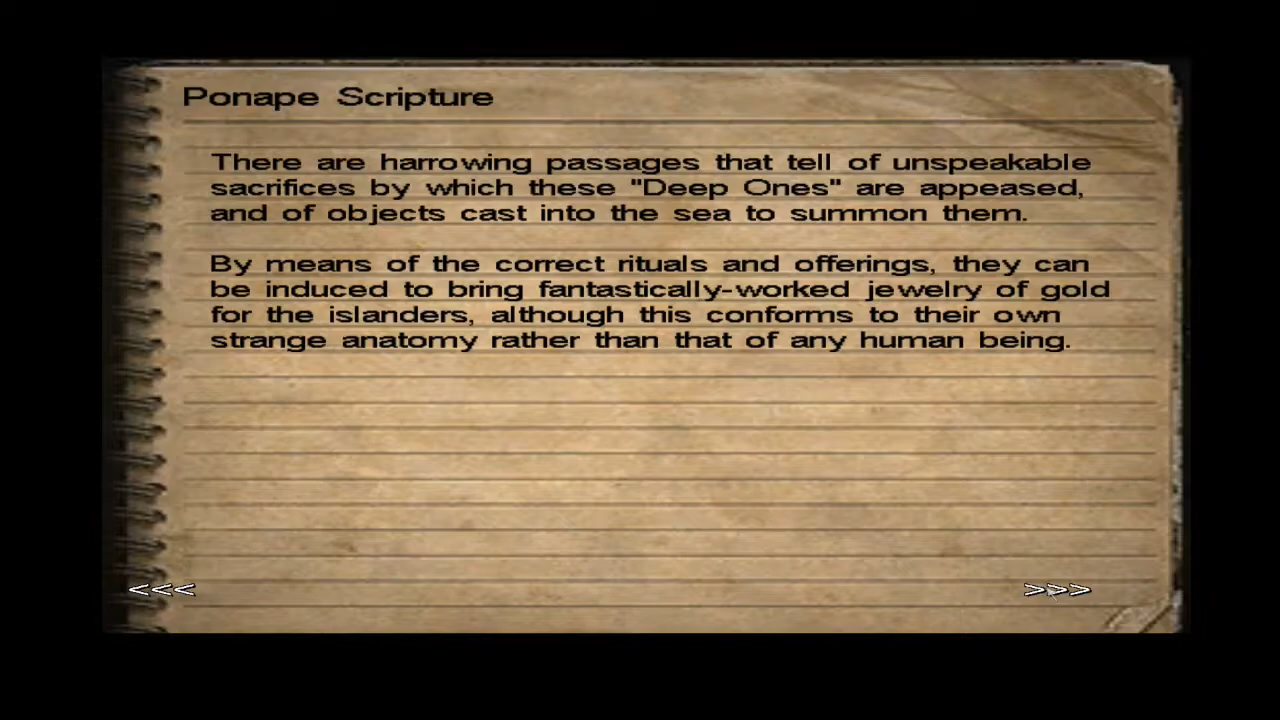 Ponape Scripture
There are harrowing passages that tell of unspeakable
sacrifices by which these "Deep Ones" are appeased,
and of objects cast into the sea to summon them.
By means of the correct rituals and offerings, they can
be induced to bring fantastically-worked jewelry of gold
for the islanders, although this conforms to their own
strange anatomy rather than that of any human being.
<<< >>>